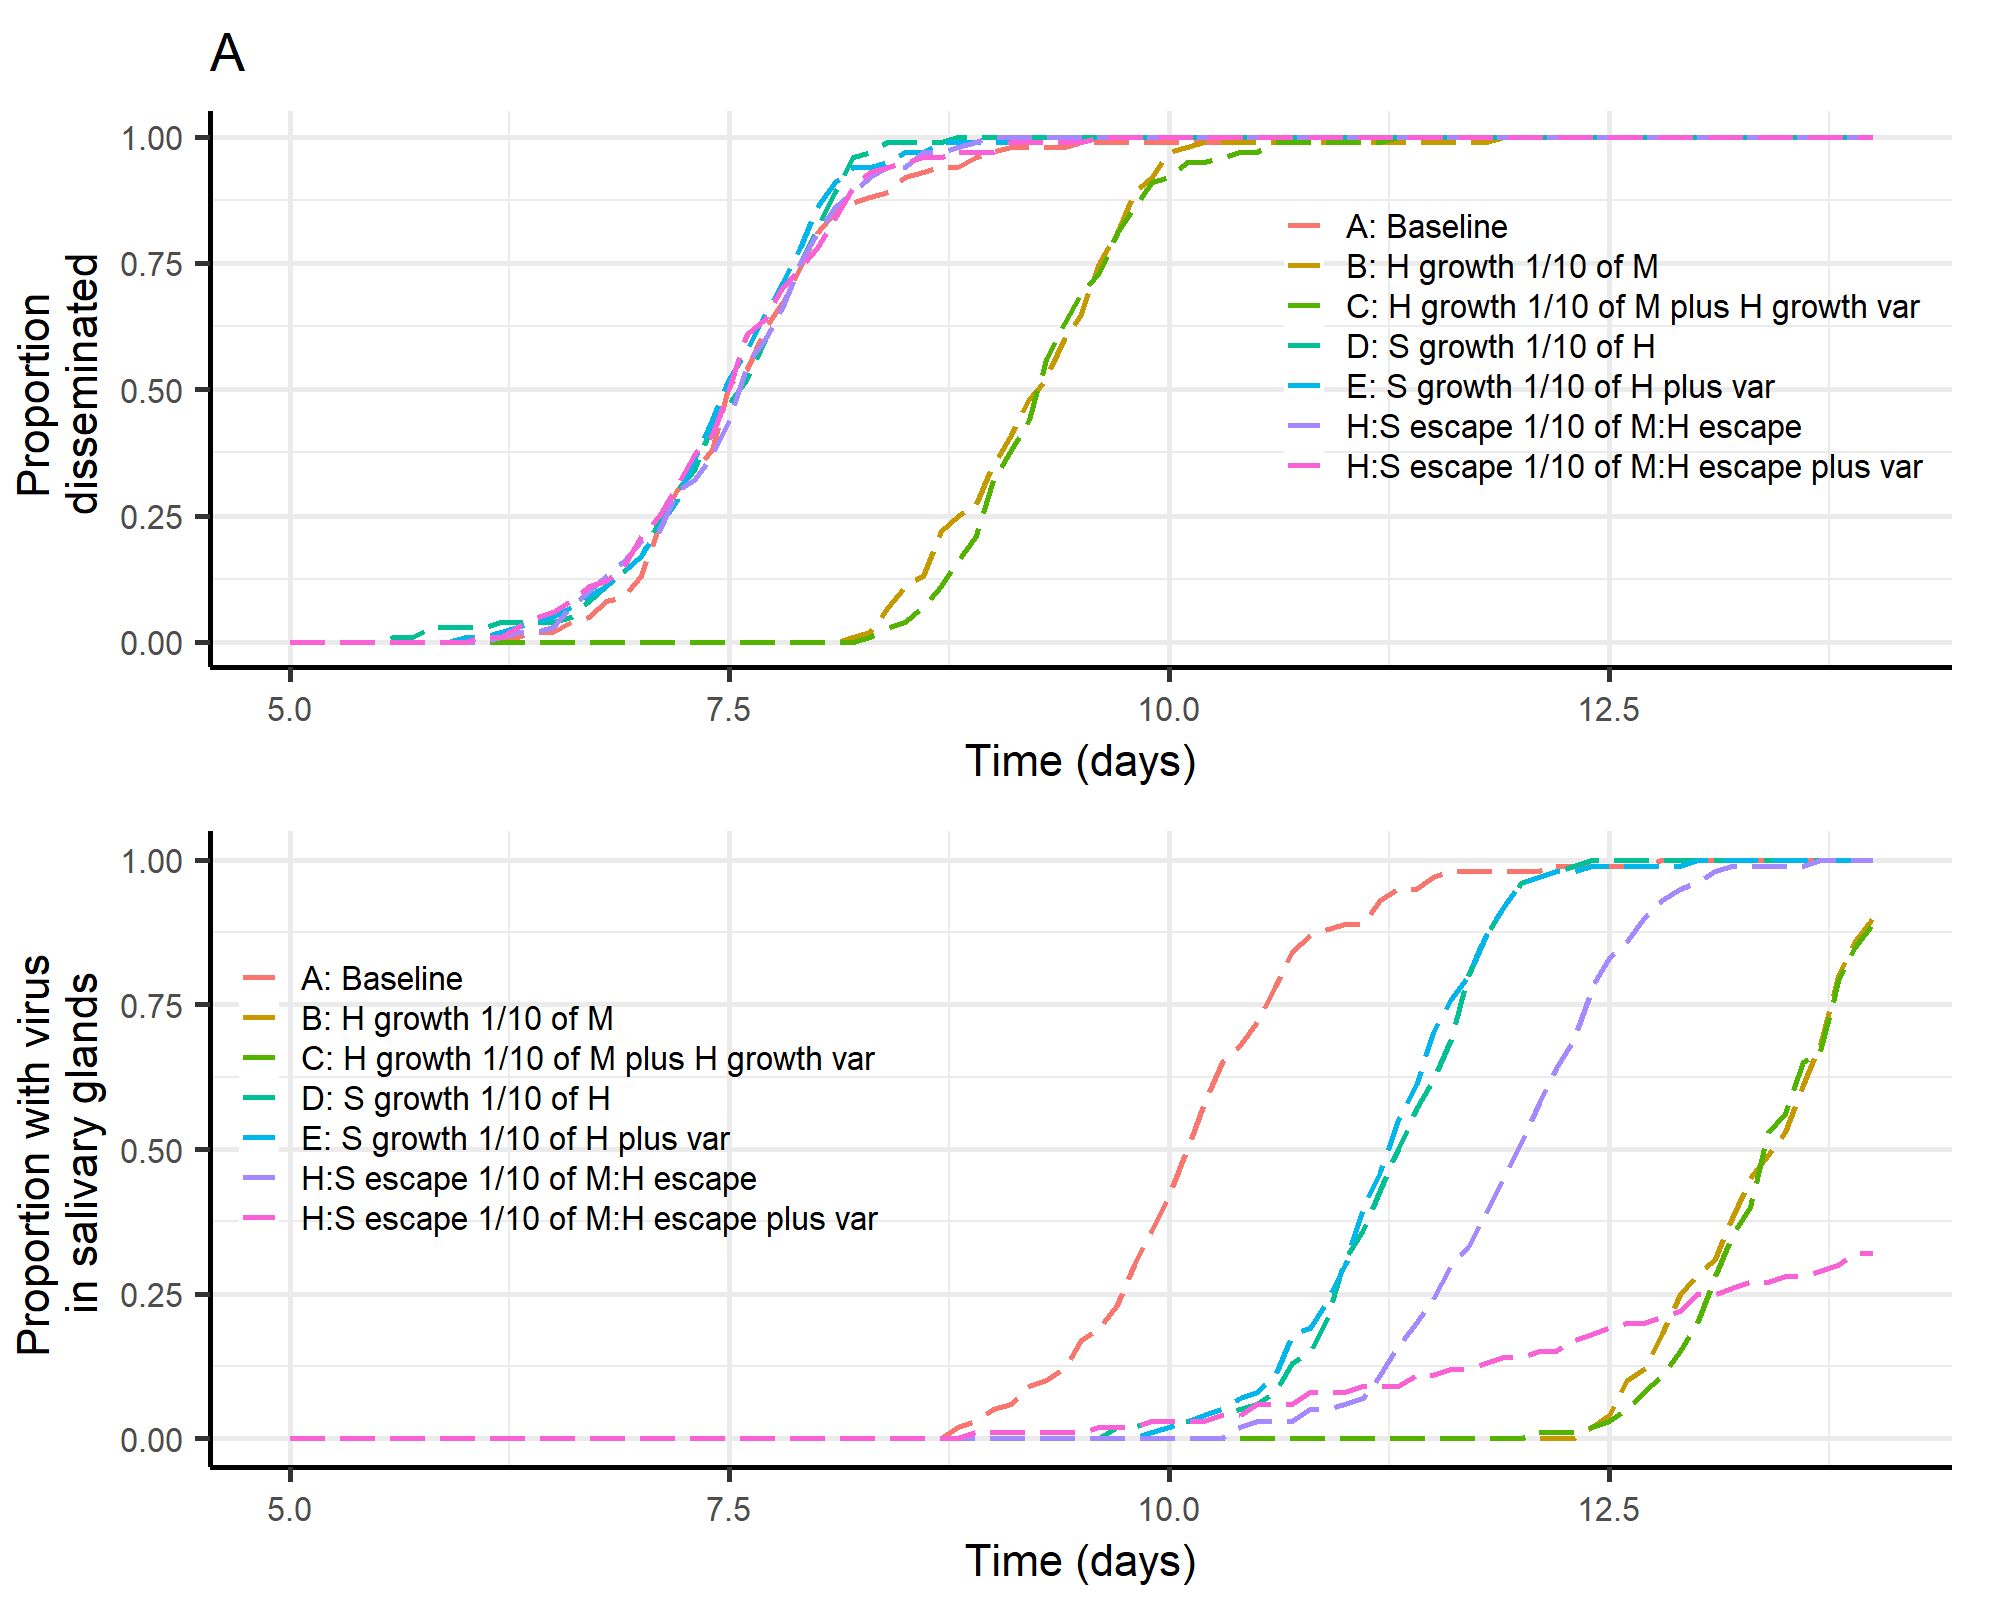 A
1.00
0.75
0.50
0.25
0.00
Proportion
disseminated
A: Baseline
B: H growth 1/10 of M
C: H growth 1/10 of M plus H growth var
D: S growth 1/10 of H
E: S growth 1/10 of H plus var
H:S escape 1/10 of M:H escape
H:S escape 1/10 of M:H escape plus var
5.0
7.5
10.0
12.5
Time (days)
1.00
0.75
0.50
0.25
0.00
Proportion with virus
in salivary glands
A: Baseline
B: H growth 1/10 of M
C: H growth 1/10 of M plus H growth var
D: S growth 1/10 of H
E: S growth 1/10 of H plus var
H:S escape 1/10 of M:H escape
H:S escape 1/10 of M:H escape plus var
5.0
7.5
10.0
12.5
Time (days)